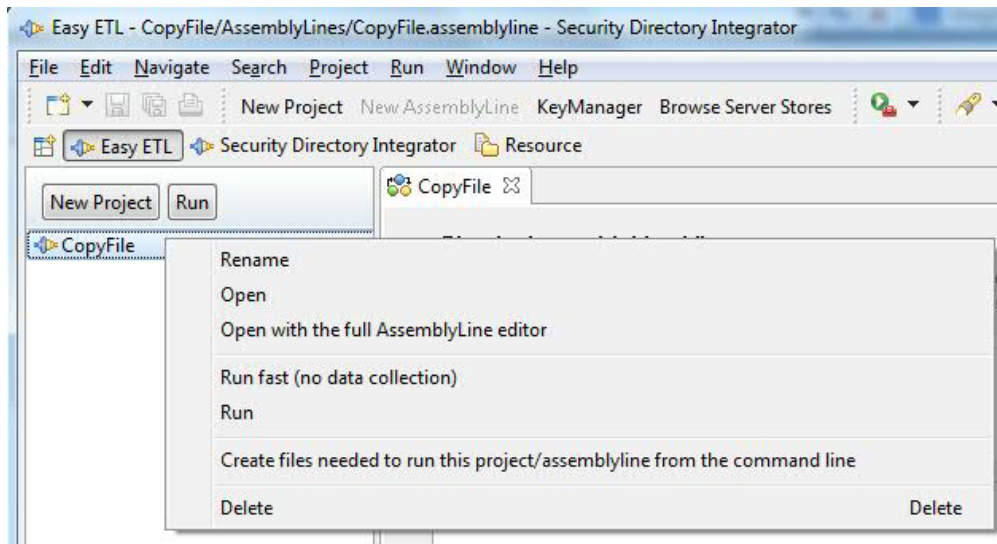 Easy ETL - CopyFile/AssemblyLines/CopyFile.assemblyline - Security Directory Integrator
File Edit Navigate Search Project Run Window Help
New Project New AssemblyLine KeyManager Browse Server Stores
Easy ETL Security Directory Integrator Resource
New Project Run
CopyFile
CopyFile
Rename
Open
Open with the full AssemblyLine editor
Run fast (no data collection)
Run
Create files needed to run this project/assemblyline from the command line
Delete Delete